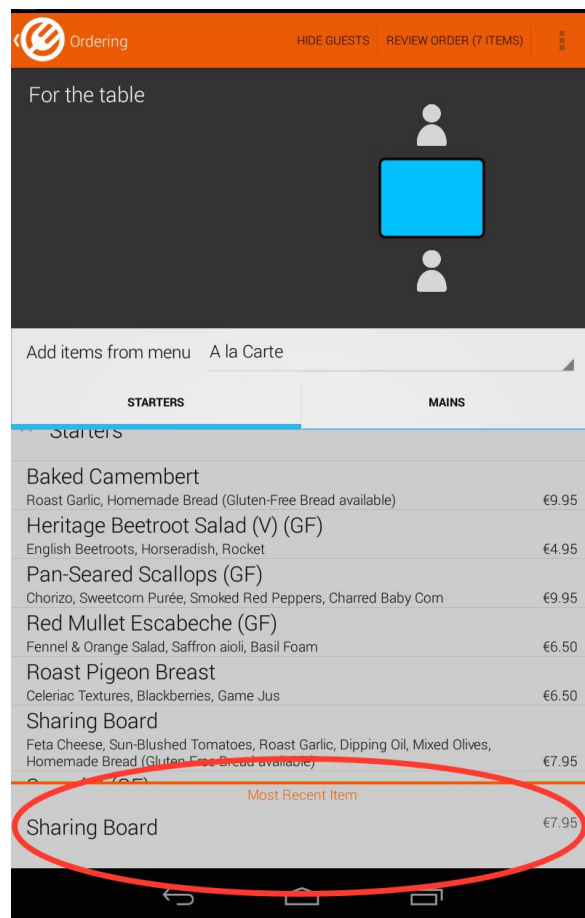 Ordering
HIDE GUESTS
REVIEW ORDER (7 ITEMS)
For the table
Add items from menu
A la Carte
STARTERS
MAINS
Starters
Baked Camembert
Roast Garlic, Homemade Bread (Gluten-Free Bread available) €9.95
Heritage Beetroot Salad (V) (GF)
English Beetroots, Horseradish, Rocket €4.95
Pan-Seared Scallops (GF)
Chorizo, Sweetcorn Purée, Smoked Red Peppers, Charred Baby Corn €9.95
Red Mullet Escabeche (GF)
Fennel & Orange Salad, Saffron aioli, Basil Foam €6.50
Roast Pigeon Breast
Celeriac Textures, Blackberries, Game Jus €6.50
Sharing Board
Feta Cheese, Sun-Blushed Tomatoes, Roast Garlic, Dipping Oil, Mixed Olives,
Homemade Bread (Gluten-Free Bread available) €7.95
Most Recent Item
Sharing Board €7.95